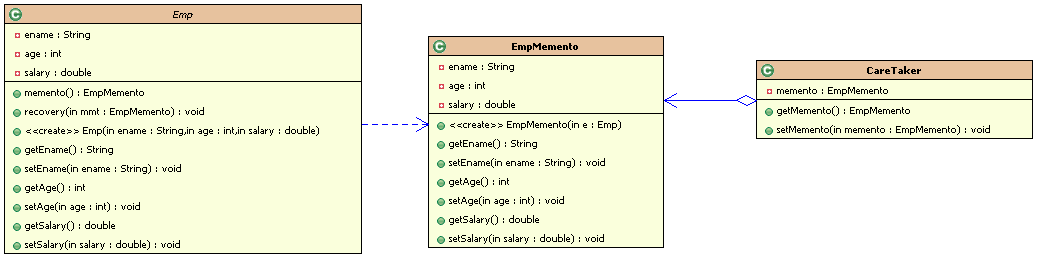 Emp
ename : String
age : int
salary : double
memento() : EmpMemento
recovery(in mmt : EmpMemento) : void
<<create>> Emp(in ename : String,in age : int,in salary : double)
getEname() : String
setEname(in ename : String) : void
getAge() : int
setAge(in age : int) : void
getSalary() : double
setSalary(in salary : double) : void
EmpMemento
ename : String
age : int
salary : double
<<create>> EmpMemento(in e : Emp)
getEname() : String
setEname(in ename : String) : void
getAge() : int
setAge(in age : int) : void
getSalary() : double
setSalary(in salary : double) : void
CareTaker
memento : EmpMemento
getMemento() : EmpMemento
setMemento(in memento : EmpMemento) : void